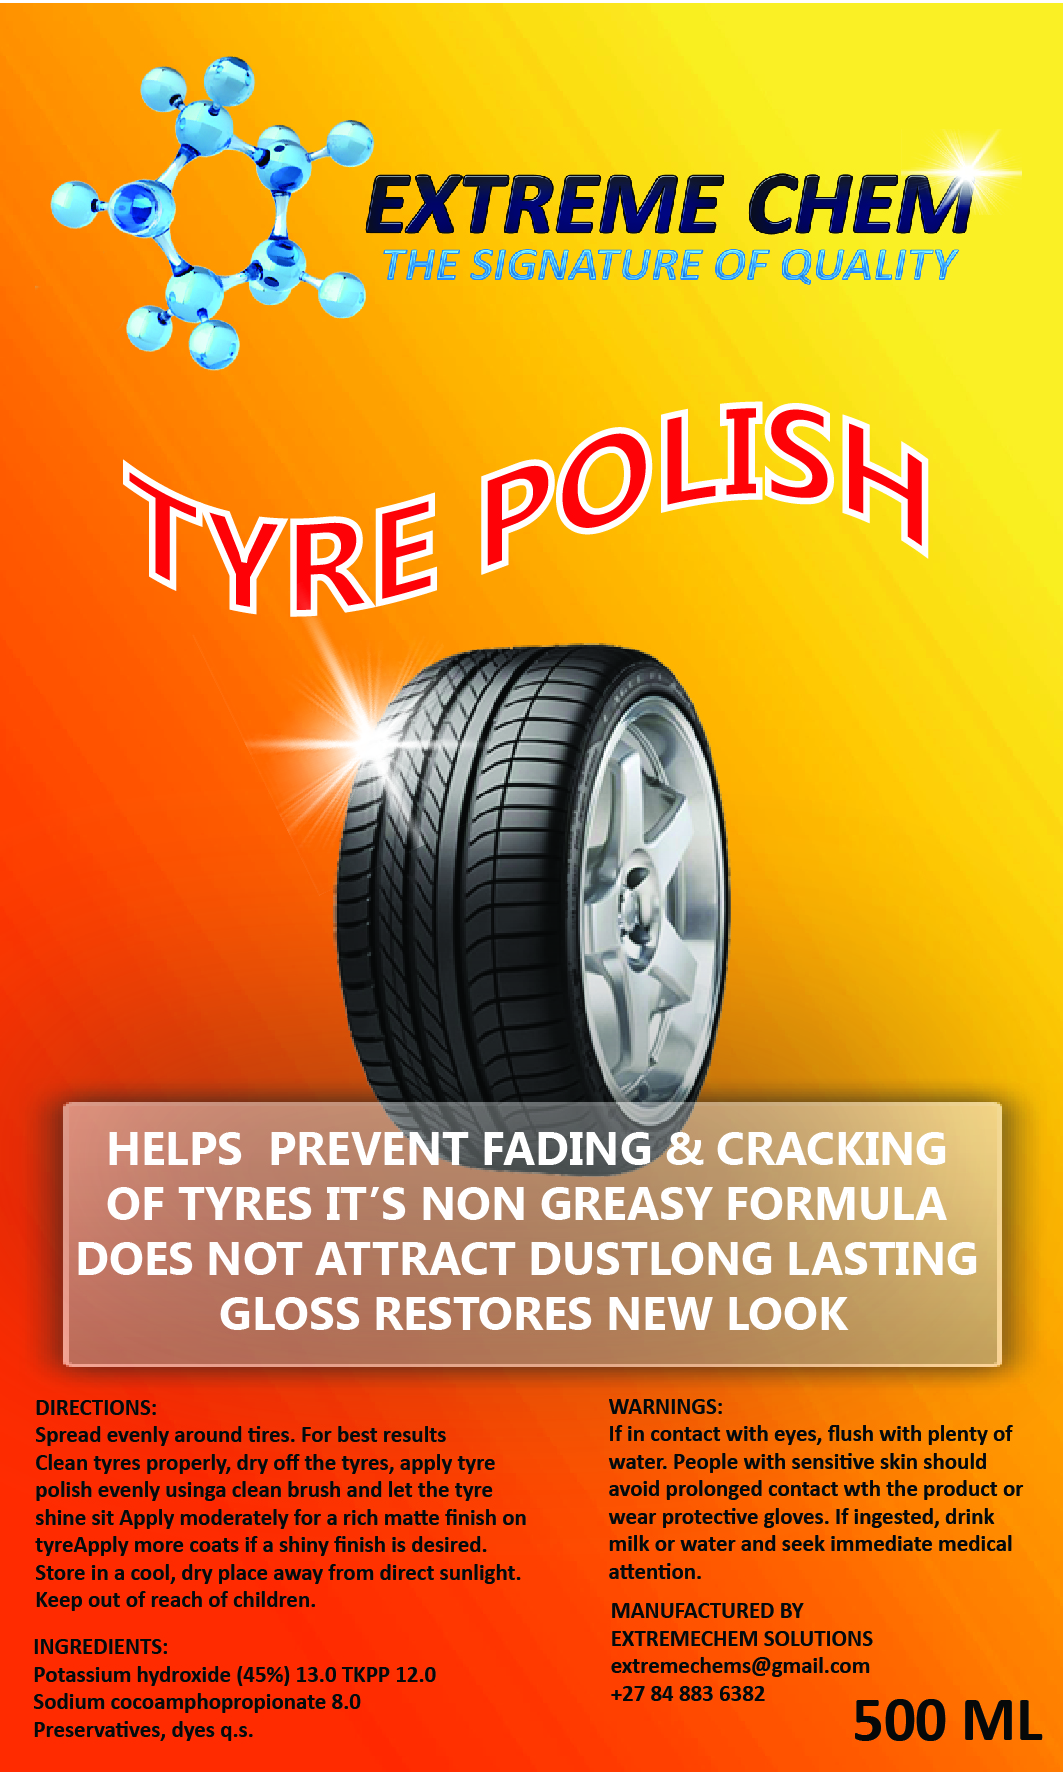 EXTREME CHEM
THE SIGNATURE OF QUALITY
TYRE POLISH
HELPS PREVENT FADING & CRACKING
OF TYRES IT'S NON GREASY FORMULA
DOES NOT ATTRACT DUSTLONG LASTING
GLOSS RESTORES NEW LOOK
DIRECTIONS:
Spread evenly around tires. For best results
Clean tyres properly, dry off the tyres, apply tyre
polish evenly usinga clean brush and let the tyre
shine sit Apply moderately for a rich matte finish on
tyreApply more coats if a shiny finish is desired.
Store in a cool, dry place away from direct sunlight.
Keep out of reach of children.
INGREDIENTS:
Potassium hydroxide (45%) 13.0 TKPP 12.0
Sodium cocoamphopropionate 8.0
Preservatives, dyes q.s.
WARNINGS:
If in contact with eyes, flush with plenty of
water. People with sensitive skin should
avoid prolonged contact wth the product or
wear protective gloves. If ingested, drink
milk or water and seek immediate medical
attention.
MANUFACTURED BY
EXTREMECHEM SOLUTIONS
extremechems@gmail.com
+27 84 883 6382
500 ML